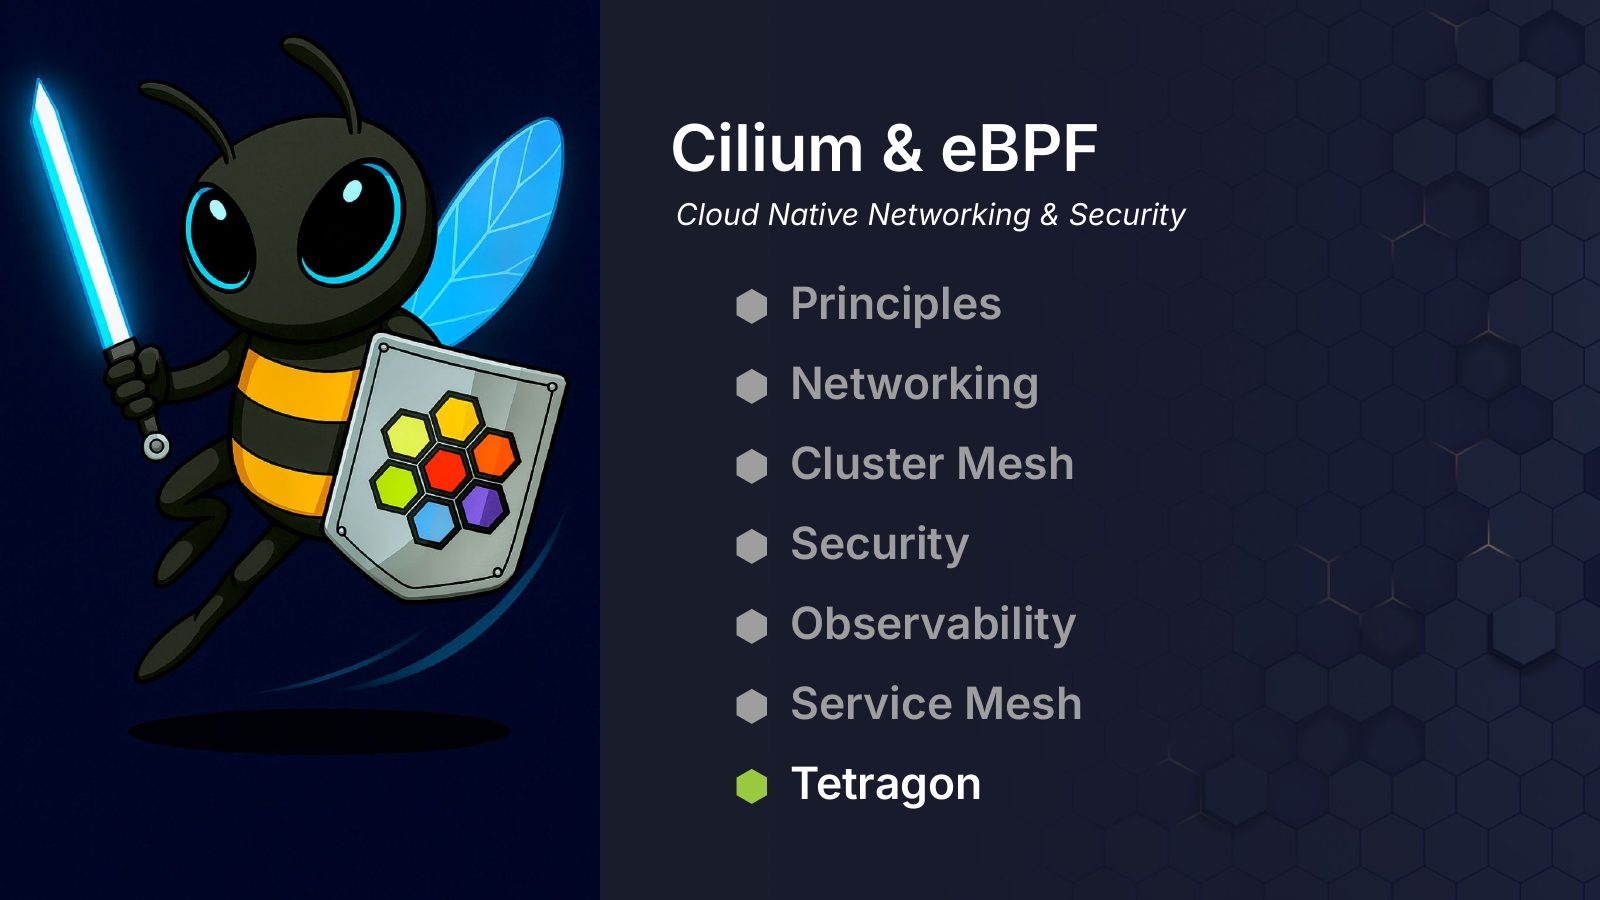 Cilium & eBPF
Cloud Native Networking & Security
Principles
Networking
Cluster Mesh
Security
Observability
Service Mesh
Tetragon